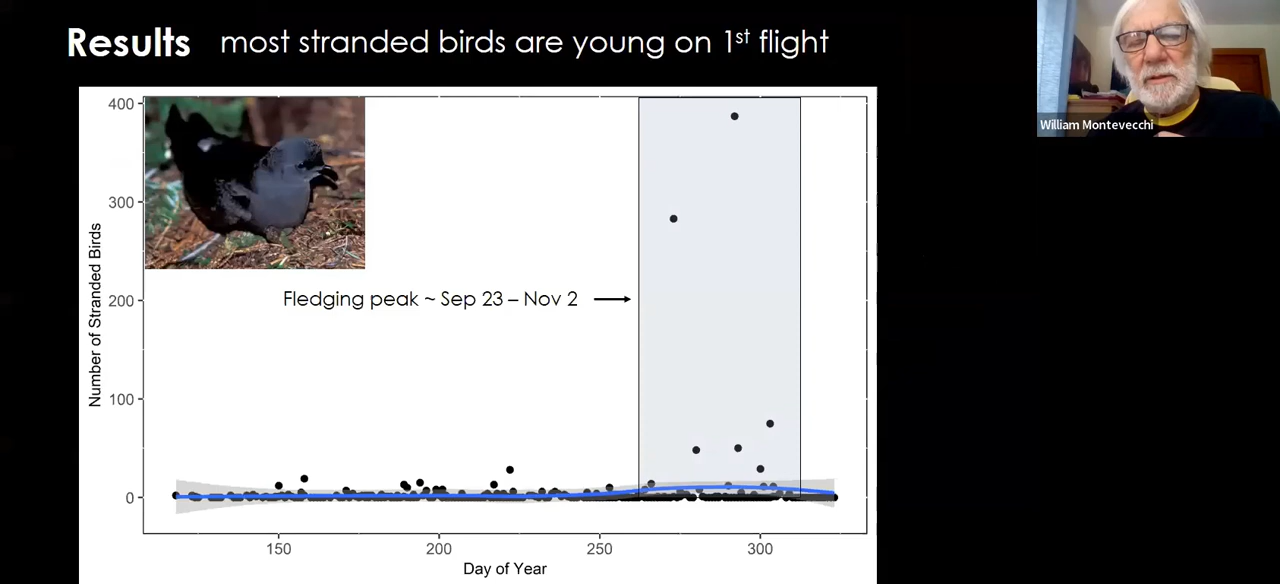 Results most stranded birds are young on 1st flight
William Montevecchi
400
300
200
100
0
Number of Stranded Birds
Fledging peak ~ Sep 23 – Nov 2
150 200 250 300
Day of Year